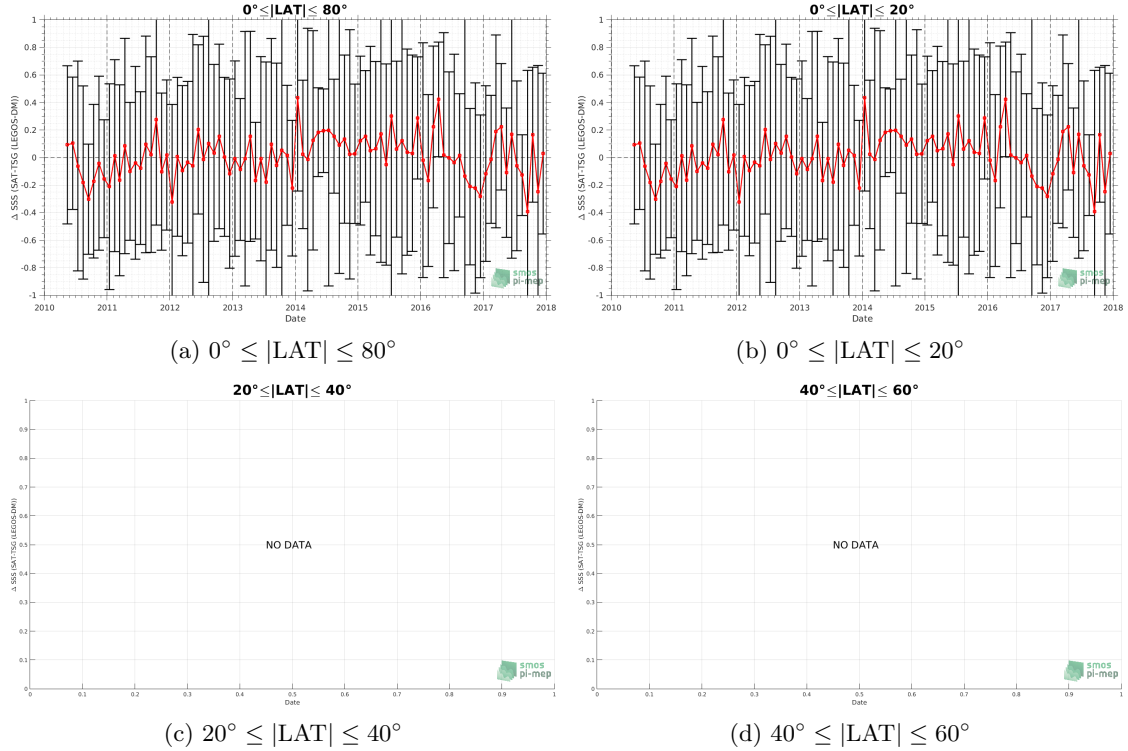 0°≤|LAT|≤ 80°
Δ SSS (SAT-TSG (LEGOS-DM))
1
0.8
0.6
0.4
0.2
0
-0.2
-0.4
-0.6
-0.8
-1
2010 2011 2012 2013 2014 2015 2016 2017 2018
Date
smos
pi-mep
(a) 0° ≤ |LAT| ≤ 80°
0°≤|LAT|≤ 20°
Δ SSS (SAT-TSG (LEGOS-DM))
1
0.8
0.6
0.4
0.2
0
-0.2
-0.4
-0.6
-0.8
-1
2010 2011 2012 2013 2014 2015 2016 2017 2018
Date
smos
pi-mep
(b) 0° ≤ |LAT| ≤ 20°
20°≤|LAT|≤ 40°
Δ SSS (SAT-TSG (LEGOS-DM))
1
0.9
0.8
0.7
0.6
0.5
0.4
0.3
0.2
0.1
0
NO DATA
0 0.1 0.2 0.3 0.4 0.5 0.6 0.7 0.8 0.9 1
Date
smos
pi-mep
(c) 20° ≤ |LAT| ≤ 40°
40°≤|LAT|≤ 60°
Δ SSS (SAT-TSG (LEGOS-DM))
1
0.9
0.8
0.7
0.6
0.5
0.4
0.3
0.2
0.1
0
NO DATA
0 0.1 0.2 0.3 0.4 0.5 0.6 0.7 0.8 0.9 1
Date
smos
pi-mep
(d) 40° ≤ |LAT| ≤ 60°